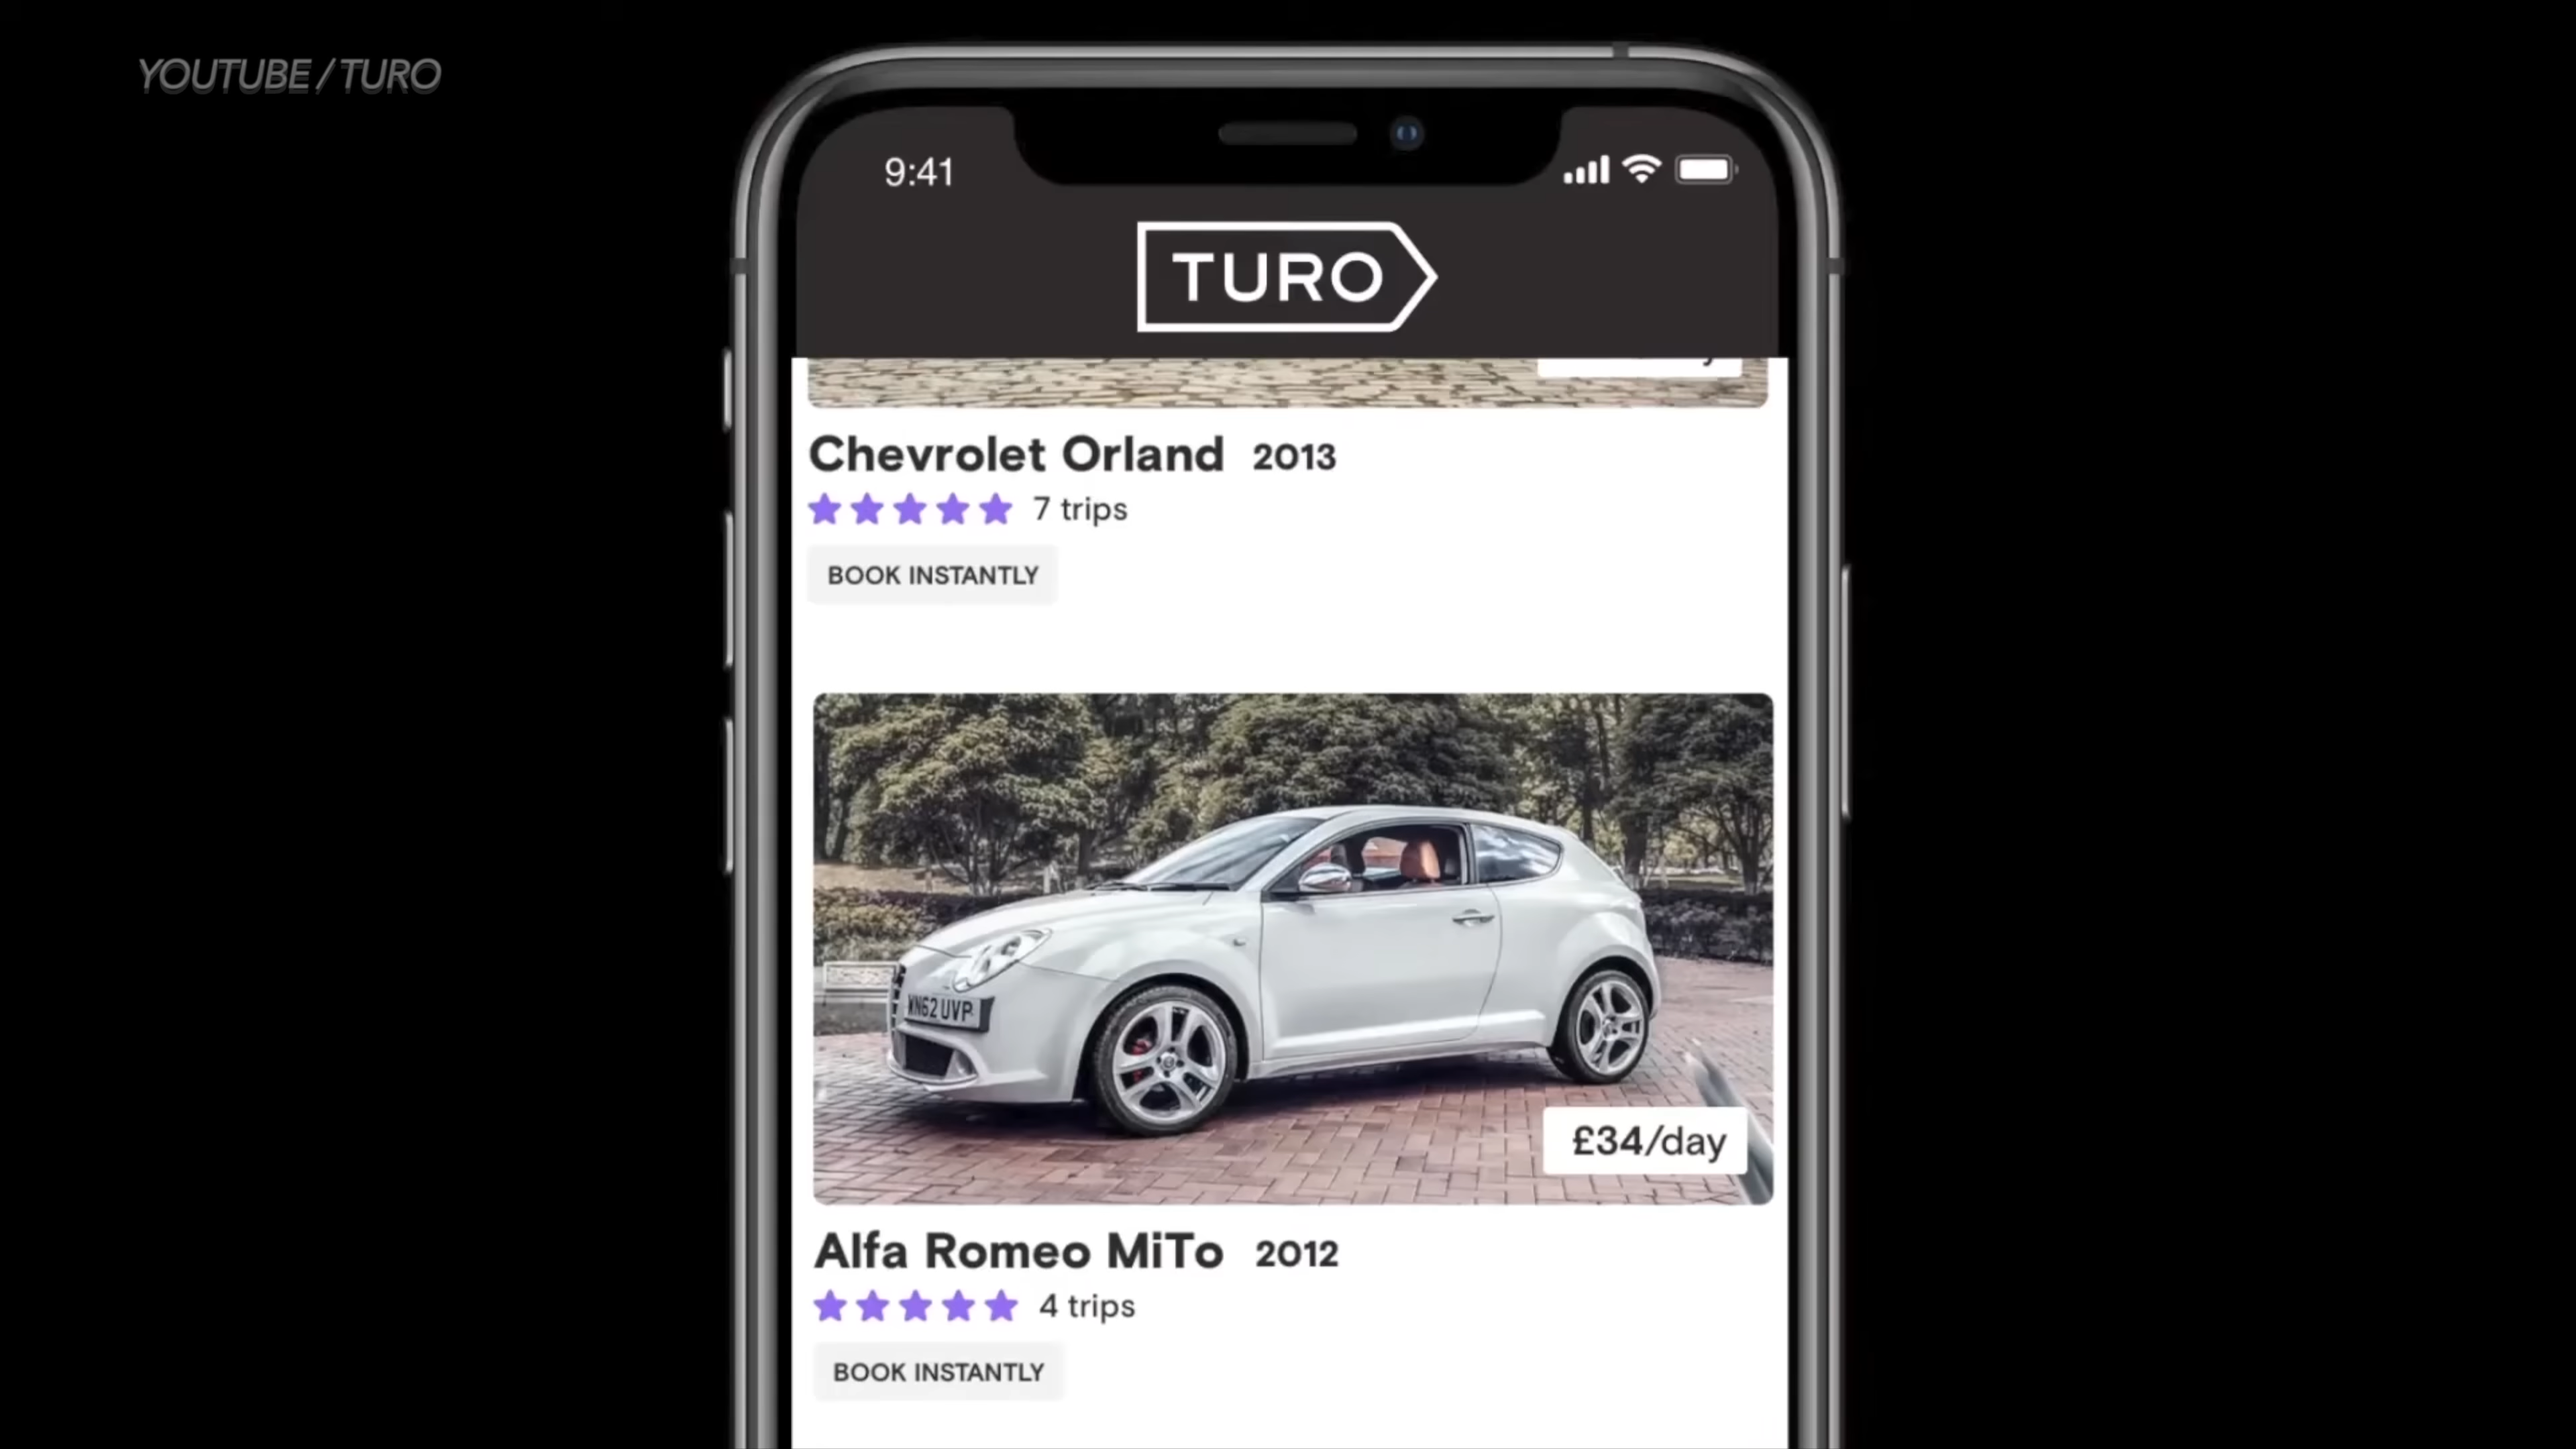 YOUTUBE / TURO
9:41
TURO
Chevrolet Orland 2013
7 trips
BOOK INSTANTLY
WN62 UVP
£34/day
Alfa Romeo MiTo 2012
4 trips
BOOK INSTANTLY